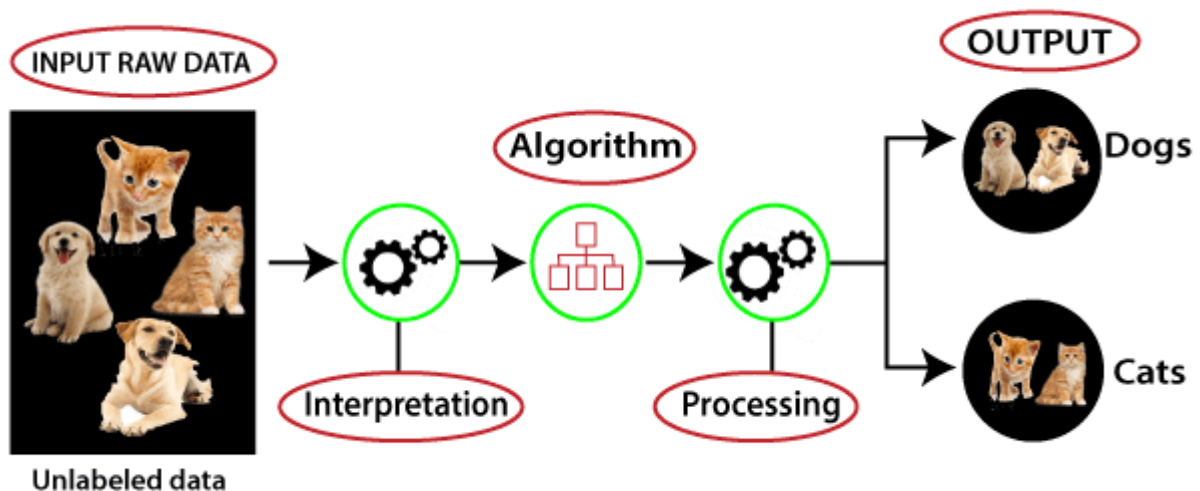 INPUT RAW DATA
Unlabeled data
Interpretation
Algorithm
Processing
OUTPUT
Dogs
Cats